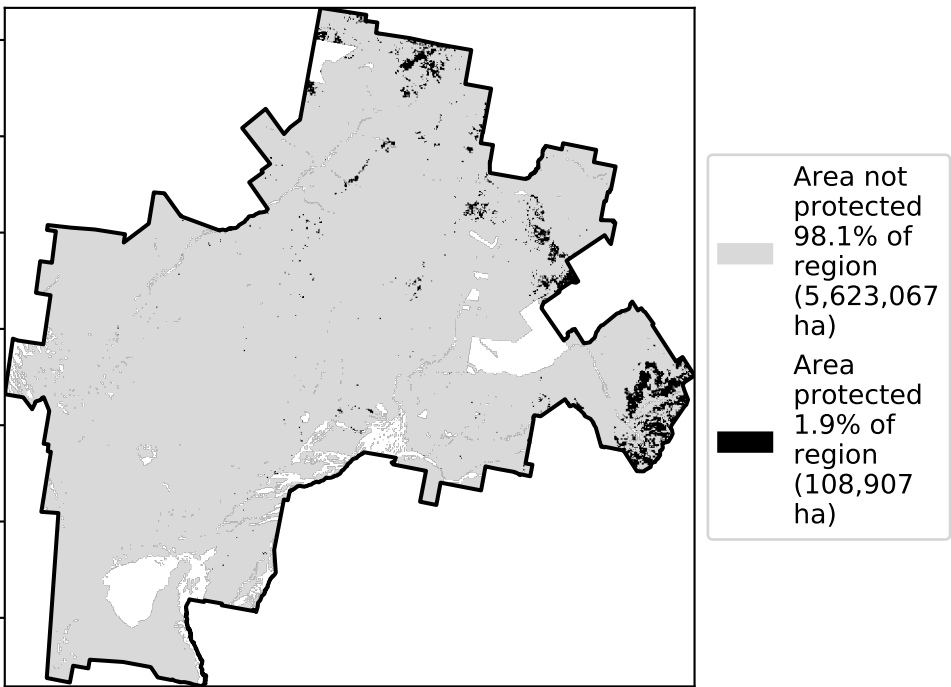 Area not
protected
98.1% of
region
(5,623,067
ha)
Area
protected
1.9% of
region
(108,907
ha)